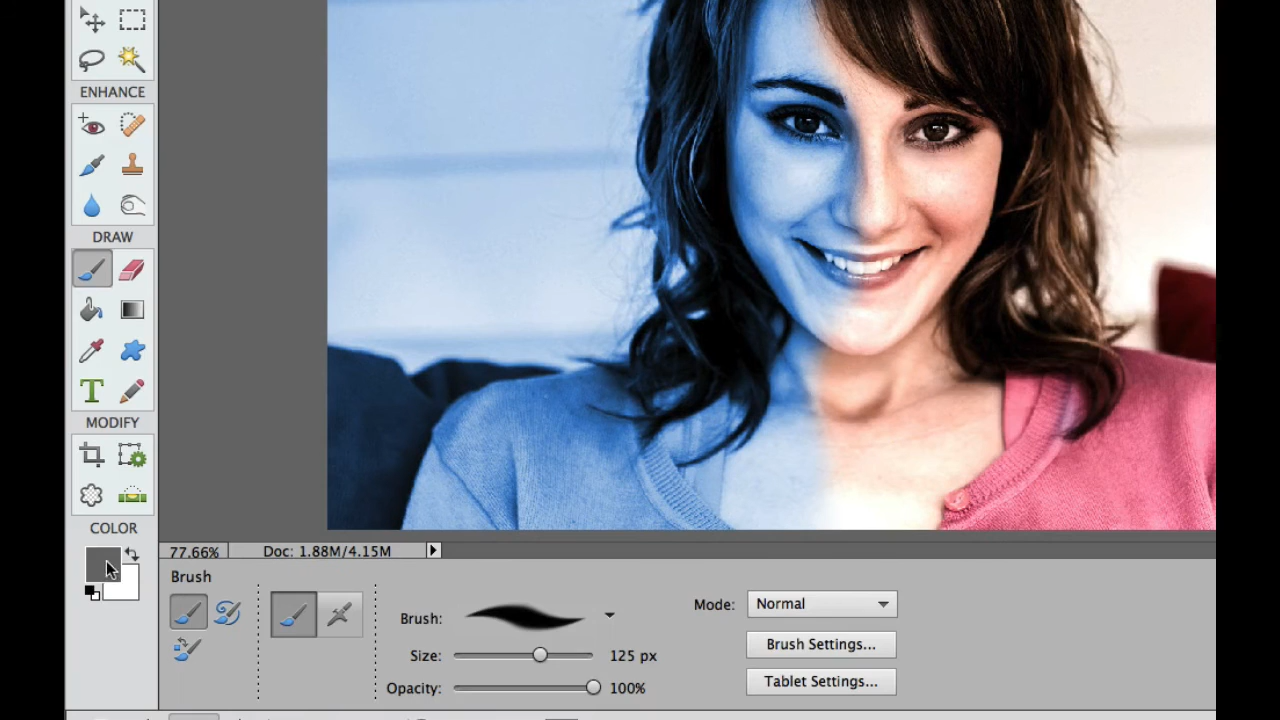 ENHANCE
DRAW
T
MODIFY
COLOR
77.66% Doc: 1.88M/4.15M
Brush
Brush:
Size: 125 px
Opacity: 100%
Mode: Normal
Brush Settings...
Tablet Settings...